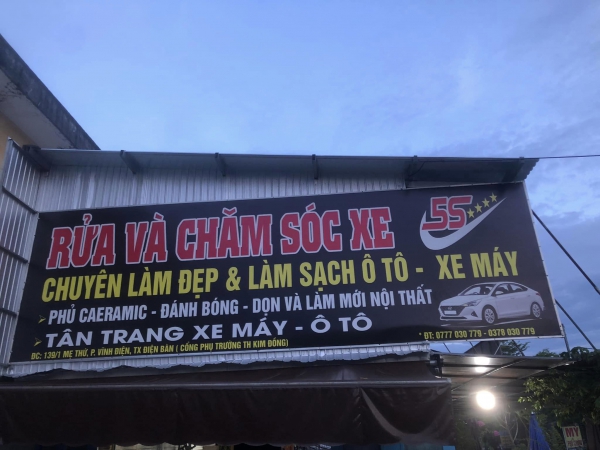 RỬA VÀ CHĂM SÓC XE
5S
CHUYÊN LÀM ĐẸP & LÀM SẠCH Ô TÔ - XE MÁY
PHỦ CAERAMIC - ĐÁNH BÓNG - DỌN VÀ LÀM MỚI NỘI THẤT
TÂN TRANG XE MÁY - Ô TÔ
* ĐT: 0777 030 779 - 0378 030 779
ĐC: 139/1 MẸ THỨ, P. VĨNH ĐIỆN, TX ĐIỆN BÀN ( CỔNG PHỤ TRƯỜNG TH KIM ĐỒNG)
MY